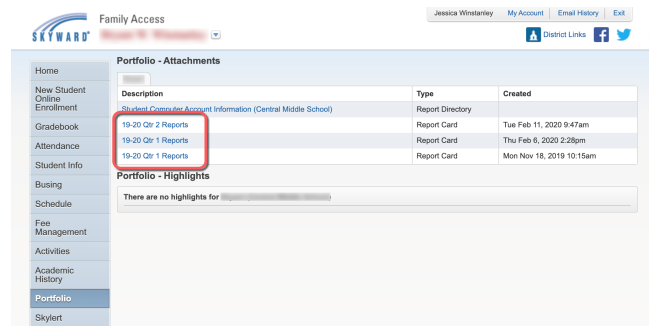 Jessica Winstanley My Account Email History Exit
SKYWARD
Family Access
District Links
Home
New Student
Online
Enrollment
Gradebook
Attendance
Student Info
Busing
Schedule
Fee
Management
Activities
Academic
History
Portfolio
Skylert
Portfolio - Attachments
Description Type Created
Student Computer Account Information (Central Middle School) Report Directory
19-20 Qtr 2 Reports Report Card Tue Feb 11, 2020 9:47am
19-20 Qtr 1 Reports Report Card Thu Feb 6, 2020 2:28pm
19-20 Qtr 1 Reports Report Card Mon Nov 18, 2019 10:15am
Portfolio - Highlights
There are no highlights for